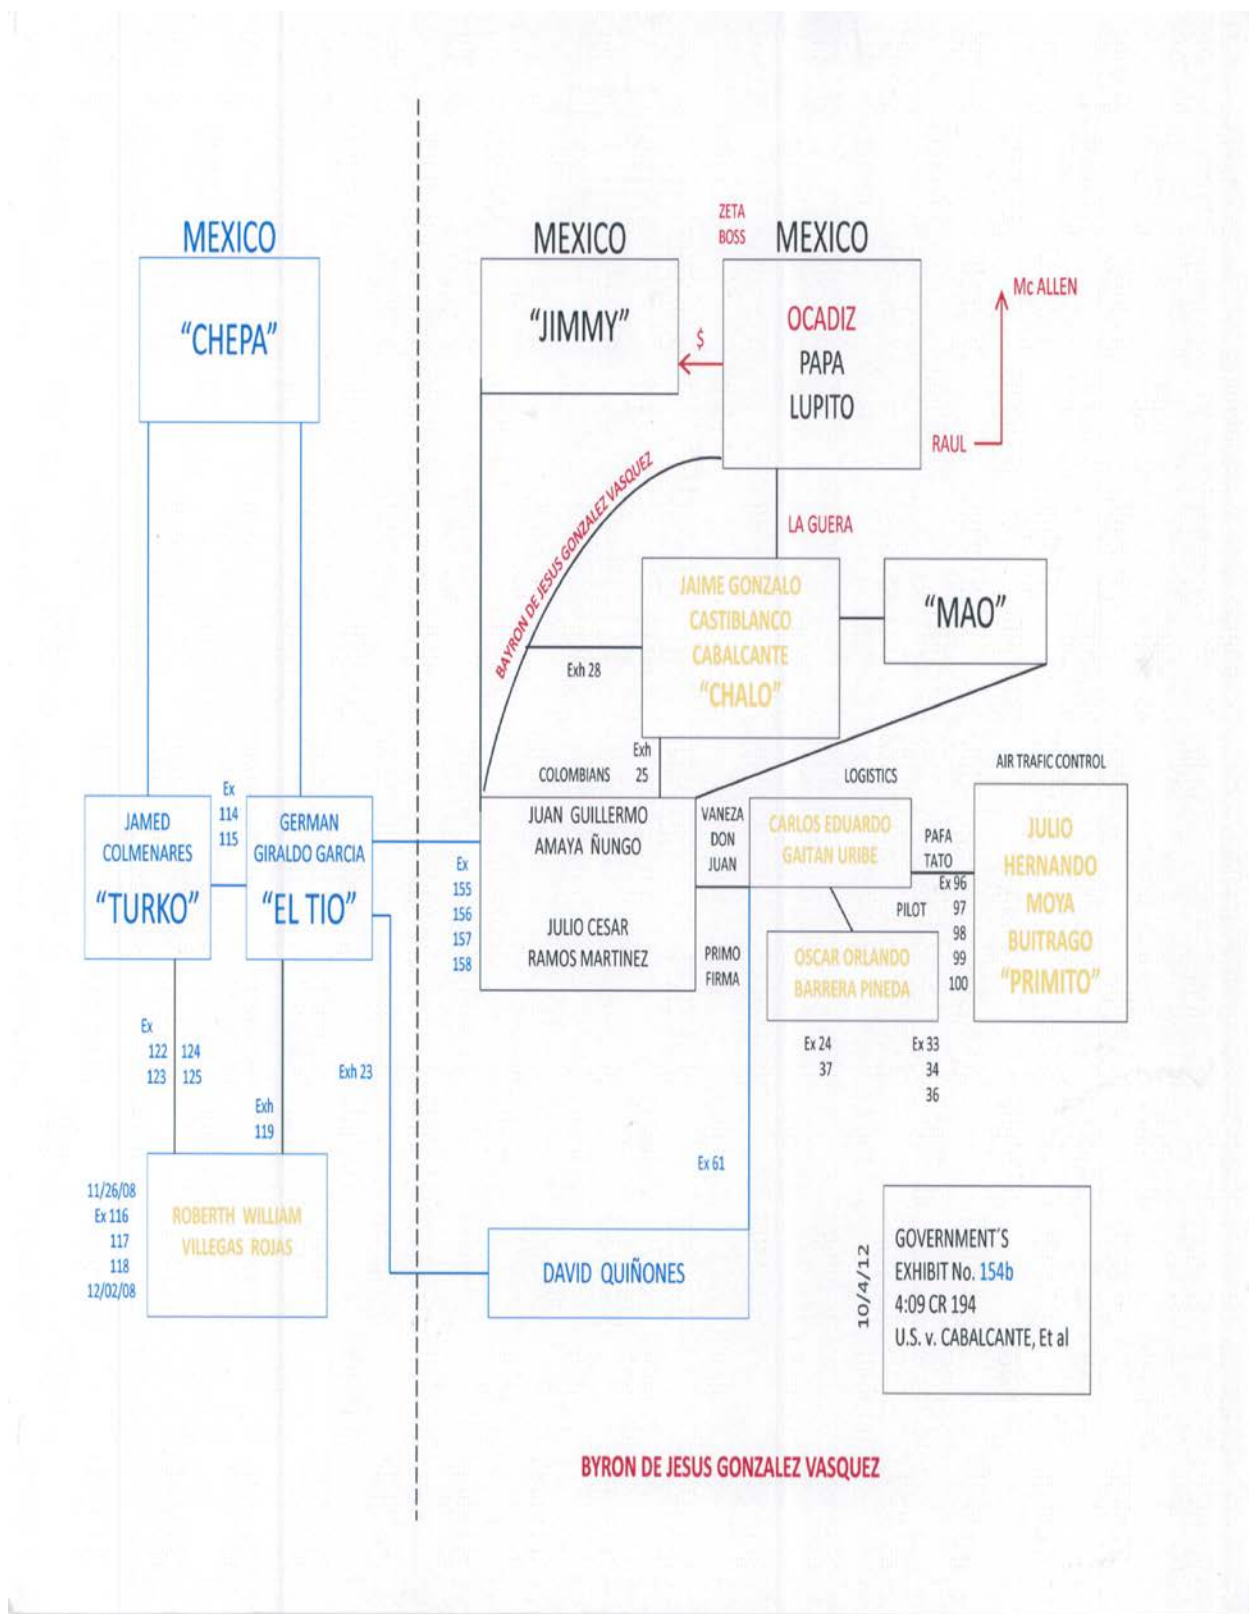 MEXICO
"CHEPA"
MEXICO
"JIMMY"
$
ZETA
BOSS
MEXICO
OCADIZ
PAPA
LUPITO
Mc ALLEN
RAUL
BAYRON DE JESUS GONZALEZ VASQUEZ
LA GUERA
JAIME GONZALO
CASTIBLANCO
CABALCANTE
"CHALO"
"MAO"
Exh 28
Exh
25
COLOMBIANS
LOGISTICS
AIR TRAFIC CONTROL
JAMED
COLMENARES
"TURKO"
Ex
114
115
GERMAN
GIRALDO GARCIA
"EL TIO"
Ex
155
156
157
158
JUAN GUILLERMO
AMAYA ÑUNGO
JULIO CESAR
RAMOS MARTINEZ
VANEZA
DON
JUAN
PRIMO
FIRMA
CARLOS EDUARDO
GAITAN URIBE
PAFA
TATO
Ex 96
97
98
99
100
PILOT
OSCAR ORLANDO
BARRERA PINEDA
JULIO
HERNANDO
MOYA
BUITRAGO
"PRIMITO"
Ex 24
37
Ex 33
34
36
Ex
122 124
123 125
Exh
119
Exh 23
Ex 61
11/26/08
Ex 116
117
118
12/02/08
ROBERTH WILLIAM
VILLEGAS ROJAS
DAVID QUIÑONES
10/4/12
GOVERNMENT´S
EXHIBIT No. 154b
4:09 CR 194
U.S. v. CABALCANTE, Et al
BYRON DE JESUS GONZALEZ VASQUEZ